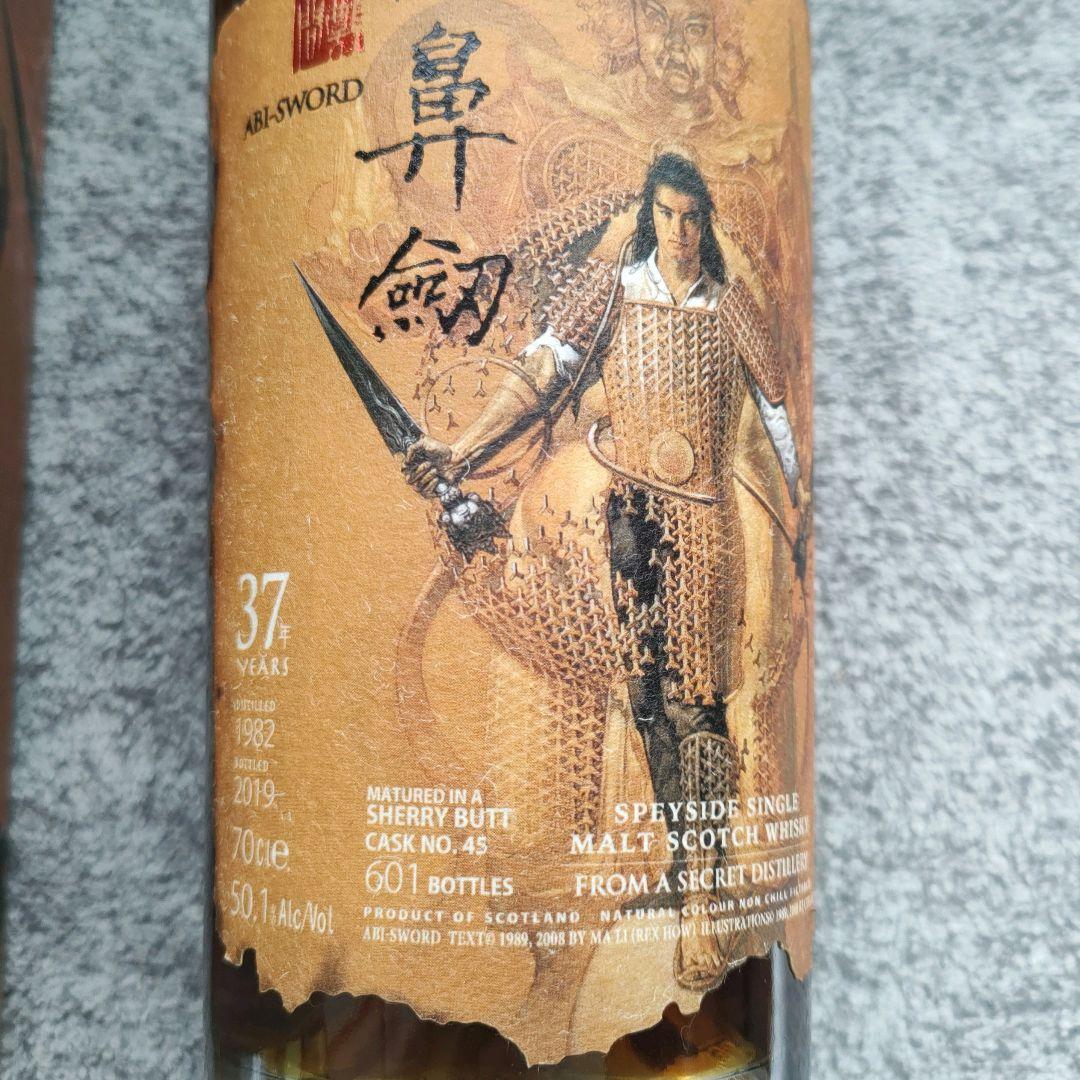 ABI-SWORD
鼻
劍
37年
YEARS
DISTILLED
1982
BOTTLED
2019
70cl e
50,1% Alc/Vol
MATURED IN A
SHERRY BUTT
CASK NO. 45
601 BOTTLES
SPEYSIDE SINGLE
MALT SCOTCH WHISKY
FROM A SECRET DISTILLERY
PRODUCT OF SCOTLAND NATURAL COLOUR NON CHILL
ABI-SWORD TEXT© 1989, 2008 BY MA LI (REX HOW) ILLUSTRATIONS©